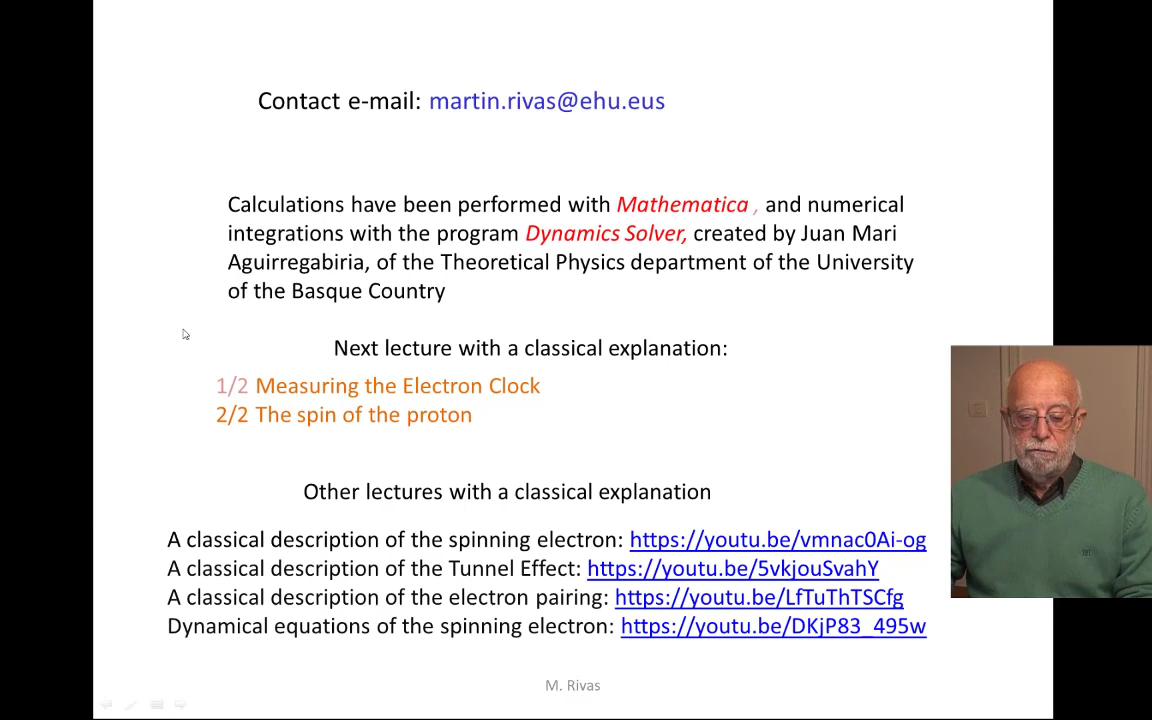 Contact e-mail: martin.rivas@ehu.eus
Calculations have been performed with Mathematica , and numerical
integrations with the program Dynamics Solver, created by Juan Mari
Aguirregabiria, of the Theoretical Physics department of the University
of the Basque Country
Next lecture with a classical explanation:
1/2 Measuring the Electron Clock
2/2 The spin of the proton
Other lectures with a classical explanation
A classical description of the spinning electron: https://youtu.be/vmnac0Ai-og
A classical description of the Tunnel Effect: https://youtu.be/5vkjouSvahY
A classical description of the electron pairing: https://youtu.be/LfTuThTSCfg
Dynamical equations of the spinning electron: https://youtu.be/DKjP83_495w
M. Rivas